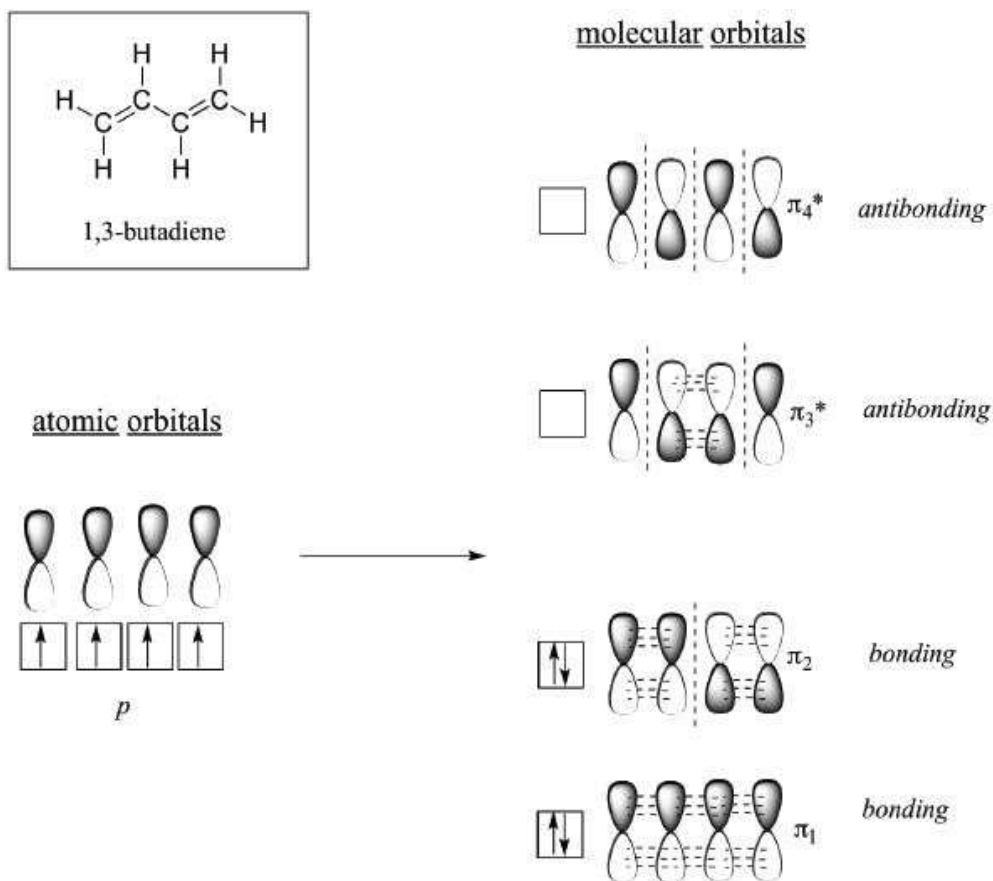 molecular orbitals
H
H
H
C
C
C
C
H
H
H
1,3-butadiene
π4*
antibonding
π3*
antibonding
atomic orbitals
p
π2
bonding
π1
bonding